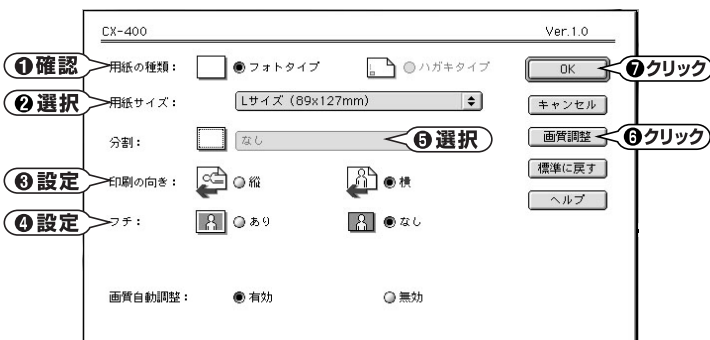 CX-400 Ver.1.0
❶確認 用紙の種類： フォトタイプ ハガキタイプ OK ❼クリック
❷選択 用紙サイズ： Lサイズ (89x127mm) キャンセル
分割： なし ❺選択 画質調整 ❻クリック
標準に戻す
❸設定 印刷の向き： 縦 横
ヘルプ
❹設定 フチ： あり なし
画質自動調整： 有効 無効